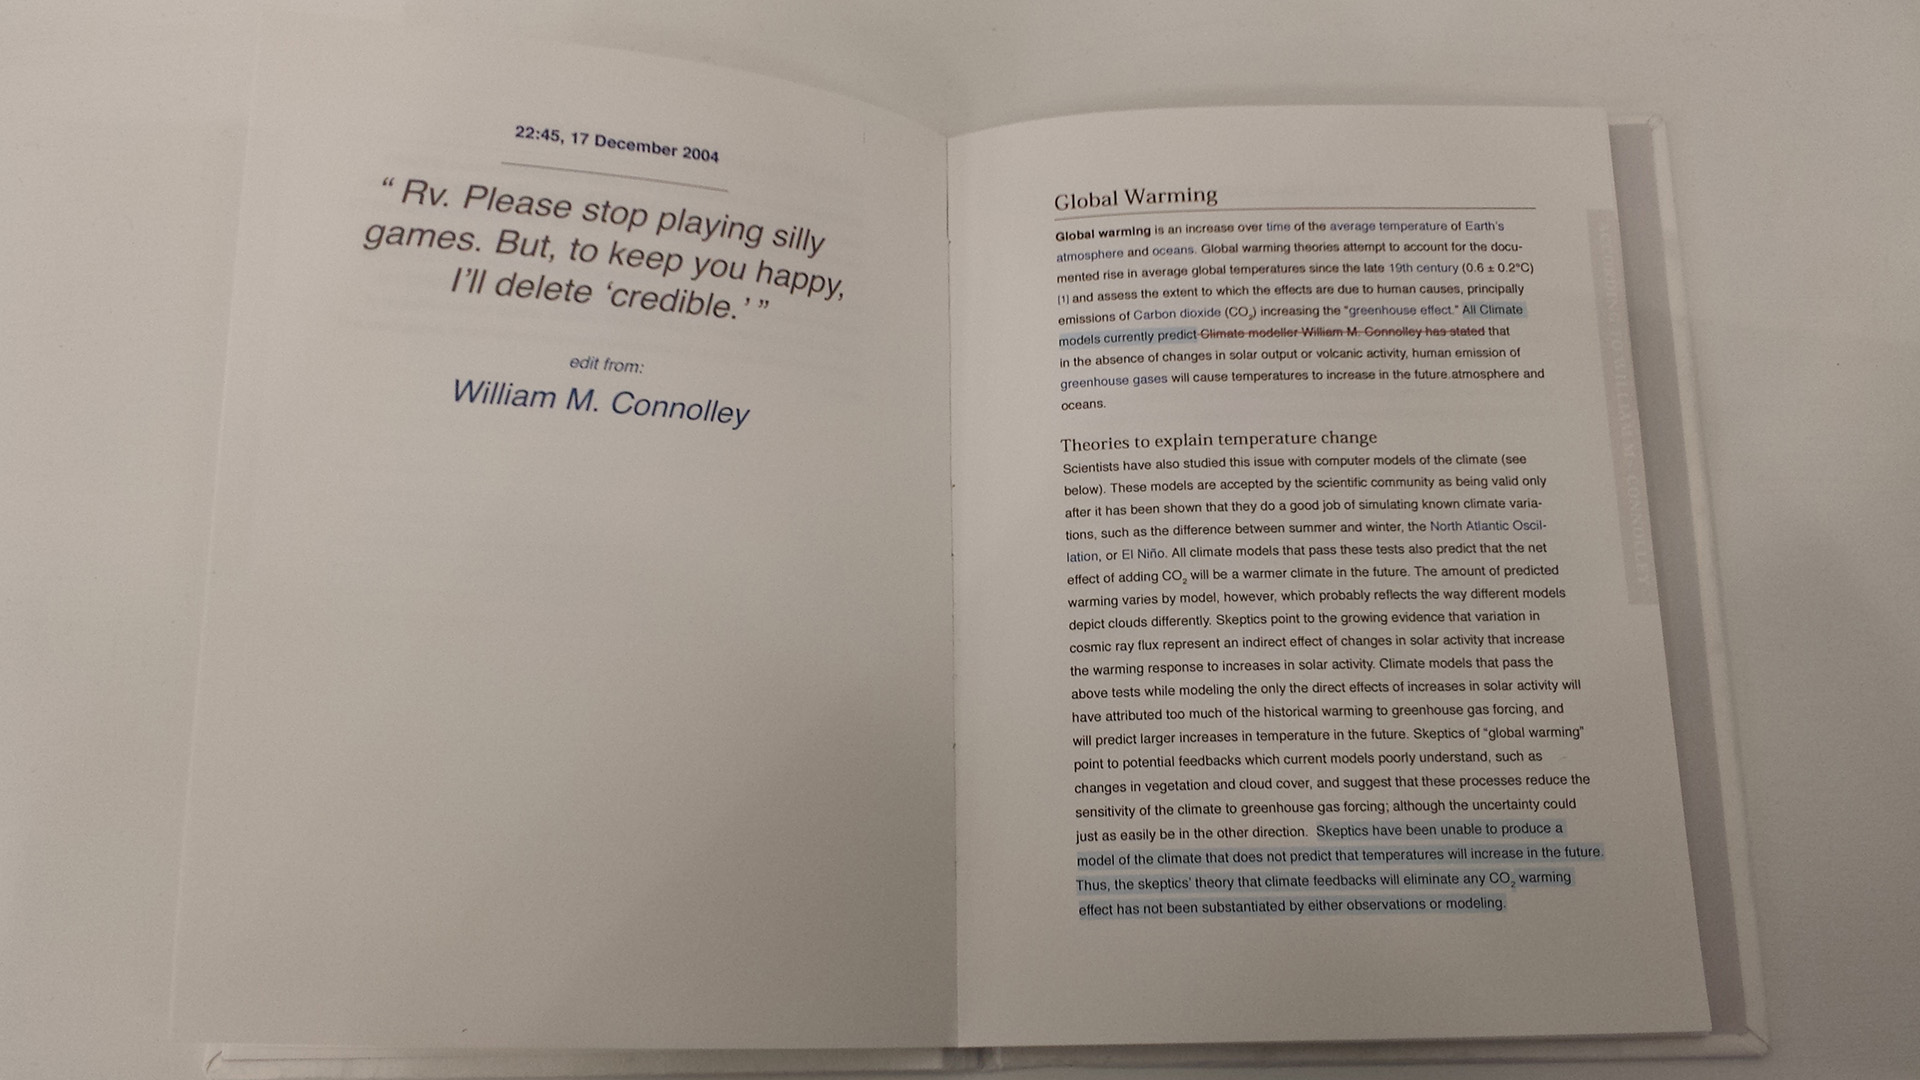 22:45, 17 December 2004
“ Rv. Please stop playing silly
games. But, to keep you happy,
I’ll delete ‘credible.’ ”
edit from:
William M. Connolley
Global Warming
Global warming is an increase over time of the average temperature of Earth’s
atmosphere and oceans. Global warming theories attempt to account for the docu-
mented rise in average global temperatures since the late 19th century (0.6 ± 0.2°C)
[1] and assess the extent to which the effects are due to human causes, principally
emissions of Carbon dioxide (CO₂) increasing the “greenhouse effect.” All Climate
models currently predict Climate modeller William M. Connolley has stated that
in the absence of changes in solar output or volcanic activity, human emission of
greenhouse gases will cause temperatures to increase in the future.atmosphere and
oceans.
Theories to explain temperature change
Scientists have also studied this issue with computer models of the climate (see
below). These models are accepted by the scientific community as being valid only
after it has been shown that they do a good job of simulating known climate varia-
tions, such as the difference between summer and winter, the North Atlantic Oscil-
lation, or El Niño. All climate models that pass these tests also predict that the net
effect of adding CO₂ will be a warmer climate in the future. The amount of predicted
warming varies by model, however, which probably reflects the way different models
depict clouds differently. Skeptics point to the growing evidence that variation in
cosmic ray flux represent an indirect effect of changes in solar activity that increase
the warming response to increases in solar activity. Climate models that pass the
above tests while modeling the only the direct effects of increases in solar activity will
have attributed too much of the historical warming to greenhouse gas forcing, and
will predict larger increases in temperature in the future. Skeptics of “global warming”
point to potential feedbacks which current models poorly understand, such as
changes in vegetation and cloud cover, and suggest that these processes reduce the
sensitivity of the climate to greenhouse gas forcing; although the uncertainty could
just as easily be in the other direction. Skeptics have been unable to produce a
model of the climate that does not predict that temperatures will increase in the future.
Thus, the skeptics’ theory that climate feedbacks will eliminate any CO₂ warming
effect has not been substantiated by either observations or modeling.
WILLIAM M. CONNOLLEY